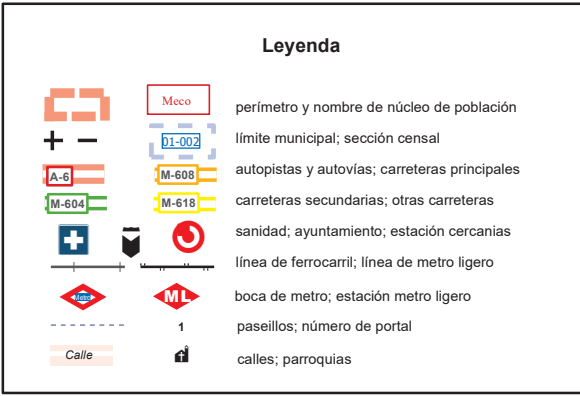 Leyenda
Meco
perímetro y nombre de núcleo de población
01-002
límite municipal; sección censal
A-6 M-608
autopistas y autovías; carreteras principales
M-604 M-618
carreteras secundarias; otras carreteras
sanidad; ayuntamiento; estación cercanias
línea de ferrocarril; línea de metro ligero
Metro ML
boca de metro; estación metro ligero
1
paseillos; número de portal
Calle
calles; parroquias